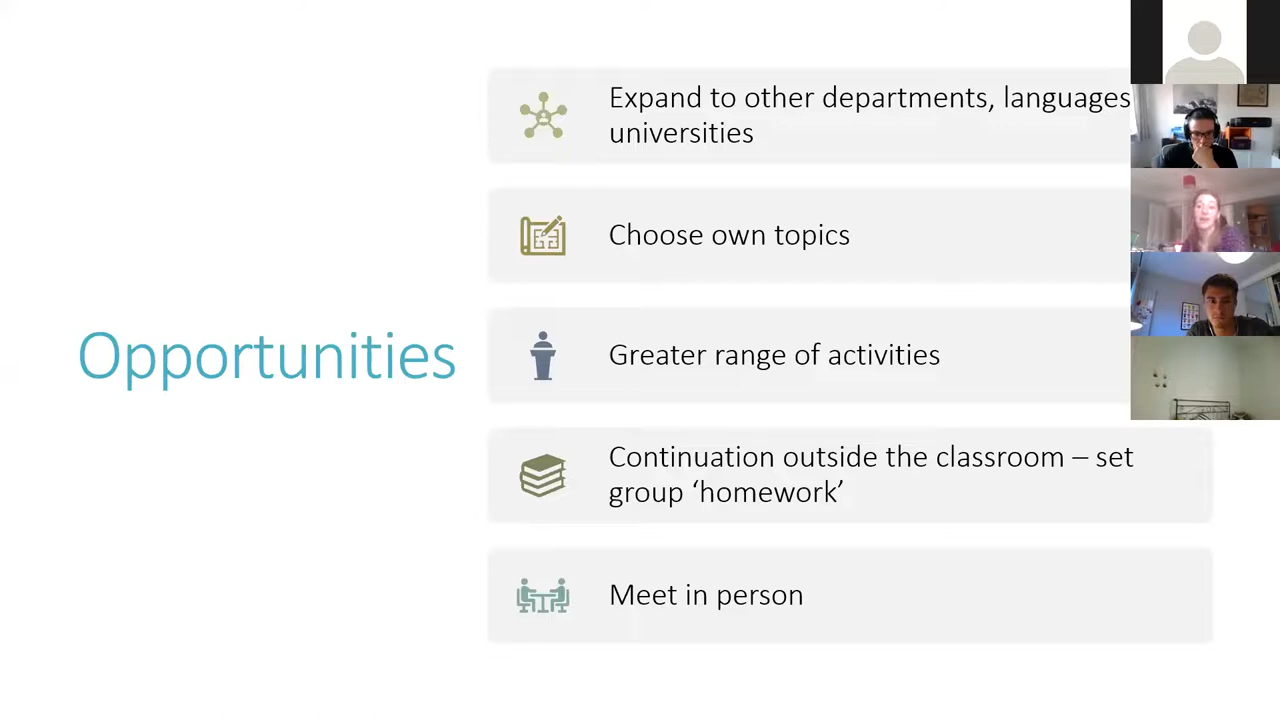 Opportunities
Expand to other departments, languages
universities
Choose own topics
Greater range of activities
Continuation outside the classroom – set
group ‘homework’
Meet in person